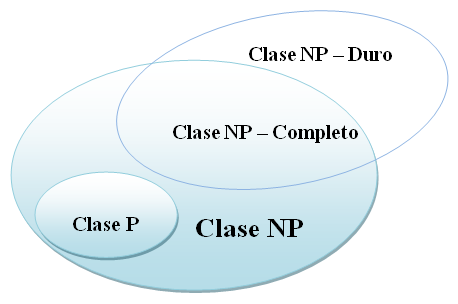 Clase NP – Duro
Clase NP – Completo
Clase P
Clase NP